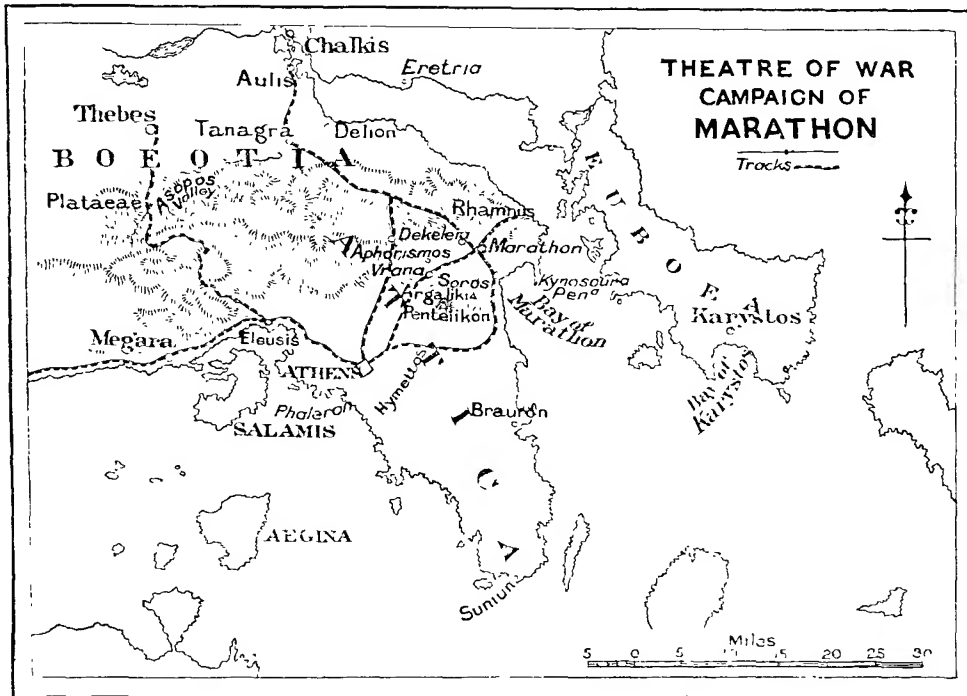 THEATRE OF WAR
CAMPAIGN OF
MARATHON
Tracks
Chalkis
Aulis
Eretria
Thebes
Tanagra
Delion
BOEOTIA
Plataeae
Asopos
Valley
Rhamnus
Dekeleia
Marathon
Aphorismos
Vrana
Soros
Argaliki
Pentelikon
Kynosoura
Pena
Bay of
Marathon
EUBOEA
Karystos
Bay of
Karystos
Megara
Eleusis
ATHENS
Hymettos
Phaleron
SALAMIS
Brauron
ATTICA
AEGINA
Sunium
Miles
5 0 5 10 15 20 25 30